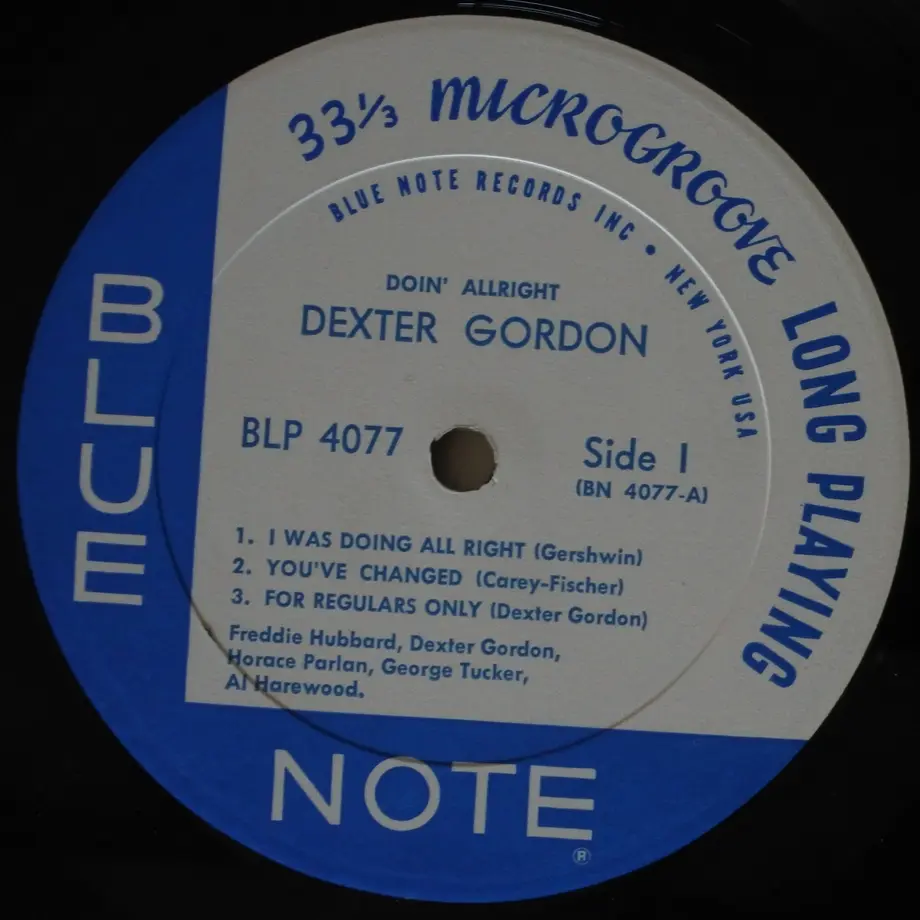 33⅓ MICROGROOVE LONG PLAYING
BLUE NOTE RECORDS INC • NEW YORK USA
DOIN' ALLRIGHT
DEXTER GORDON
BLP 4077
Side 1
(BN 4077-A)
1. I WAS DOING ALL RIGHT (Gershwin)
2. YOU'VE CHANGED (Carey-Fischer)
3. FOR REGULARS ONLY (Dexter Gordon)
Freddie Hubbard, Dexter Gordon,
Horace Parlan, George Tucker,
Al Harewood.
BLUE
NOTE
®